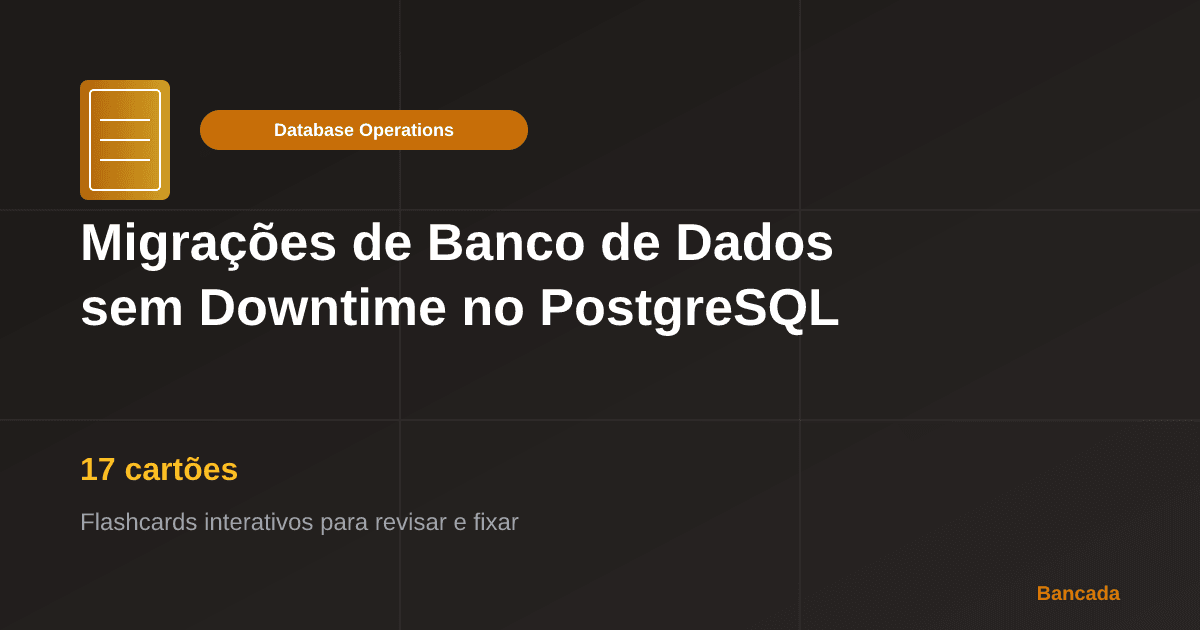 Database Operations
Migrações de Banco de Dados
sem Downtime no PostgreSQL
17 cartões
Flashcards interativos para revisar e fixar
Bancada